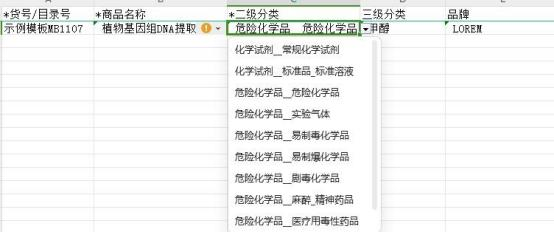 *货号/目录号 *商品名称 *二级分类 三级分类 品牌
示例模板MB1107 植物基因组DNA提取 危险化学品__危险化学品 甲醇 LOREM
化学试剂__常规化学试剂
化学试剂__标准品_标准溶液
危险化学品__危险化学品
危险化学品__实验气体
危险化学品__易制毒化学品
危险化学品__易制爆化学品
危险化学品__剧毒化学品
危险化学品__麻醉_精神药品
危险化学品__医疗用毒性药品